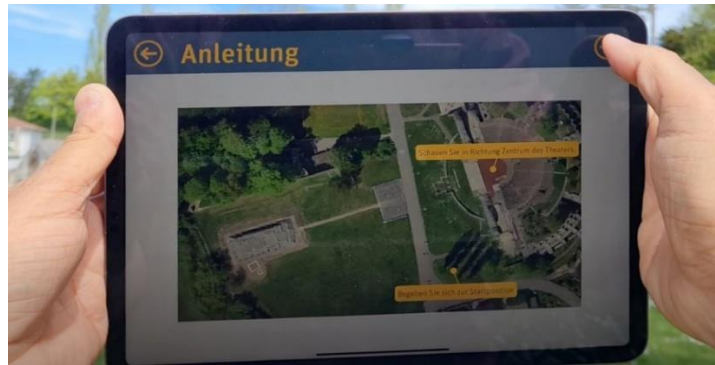 Anleitung
Schauen Sie in Richtung Zentrum des Theaters
Begeben Sie sich zur Startposition